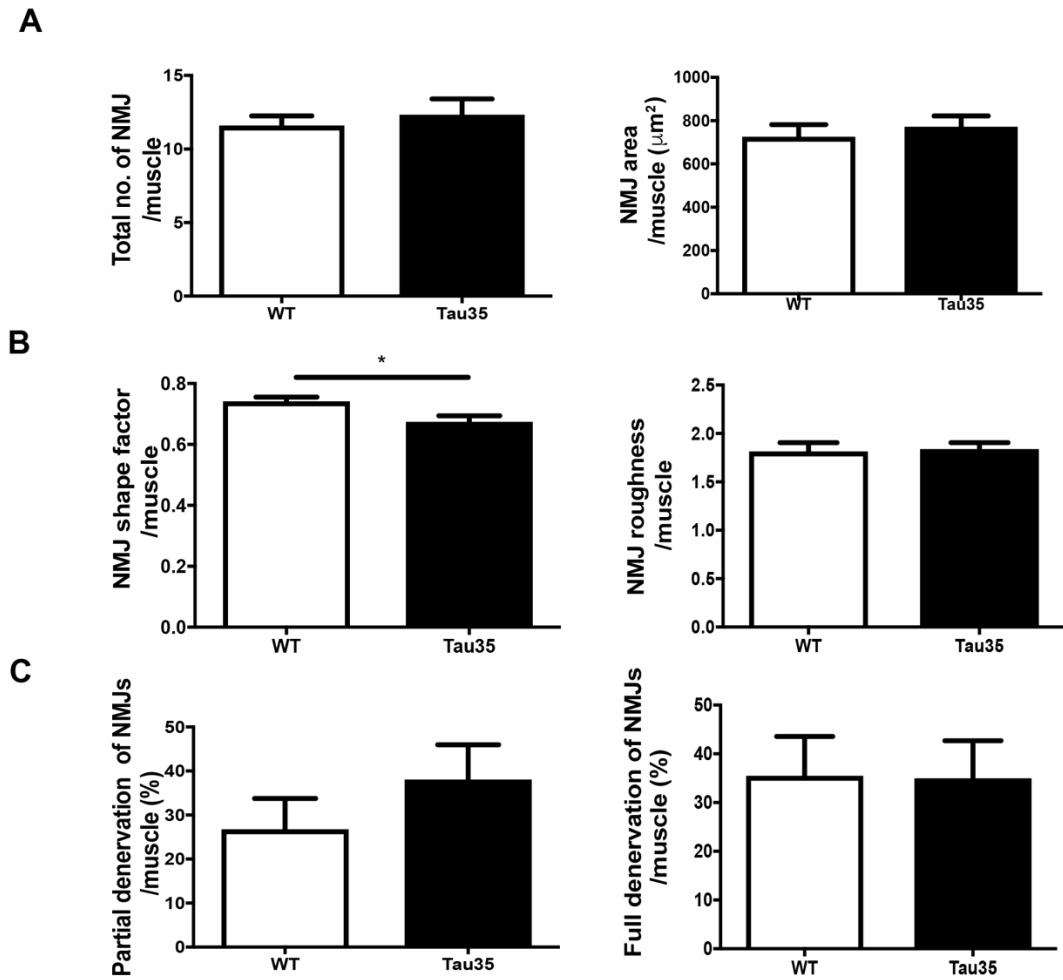 A
Total no. of NMJ
/muscle
15
10
5
0
WT
Tau35
NMJ area
/muscle (μm²)
1000
800
600
400
200
0
WT
Tau35
B
NMJ shape factor
/muscle
0.8
0.6
0.4
0.2
0.0
*
WT
Tau35
NMJ roughness
/muscle
2.5
2.0
1.5
1.0
0.5
0.0
WT
Tau35
C
Partial denervation of NMJs
/muscle (%)
50
40
30
20
10
0
WT
Tau35
Full denervation of NMJs
/muscle (%)
50
40
30
20
10
0
WT
Tau35